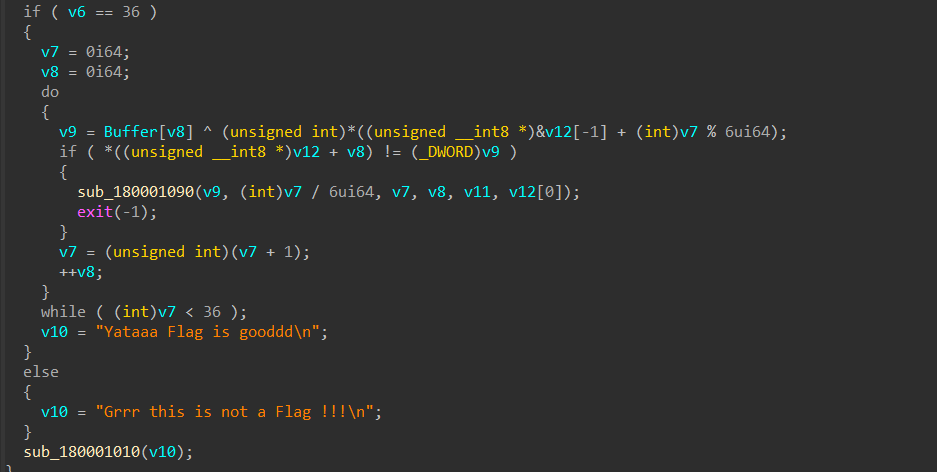 if ( v6 == 36 )
{
v7 = 0i64;
v8 = 0i64;
do
{
v9 = Buffer[v8] ^ (unsigned int)*((unsigned __int8 *)&v12[-1] + (int)v7 % 6ui64);
if ( *((unsigned __int8 *)v12 + v8) != (_DWORD)v9 )
{
sub_180001090(v9, (int)v7 / 6ui64, v7, v8, v11, v12[0]);
exit(-1);
}
v7 = (unsigned int)(v7 + 1);
++v8;
}
while ( (int)v7 < 36 );
v10 = "Yataaa Flag is gooddd\n";
}
else
{
v10 = "Grrr this is not a Flag !!!\n";
}
sub_180001010(v10);